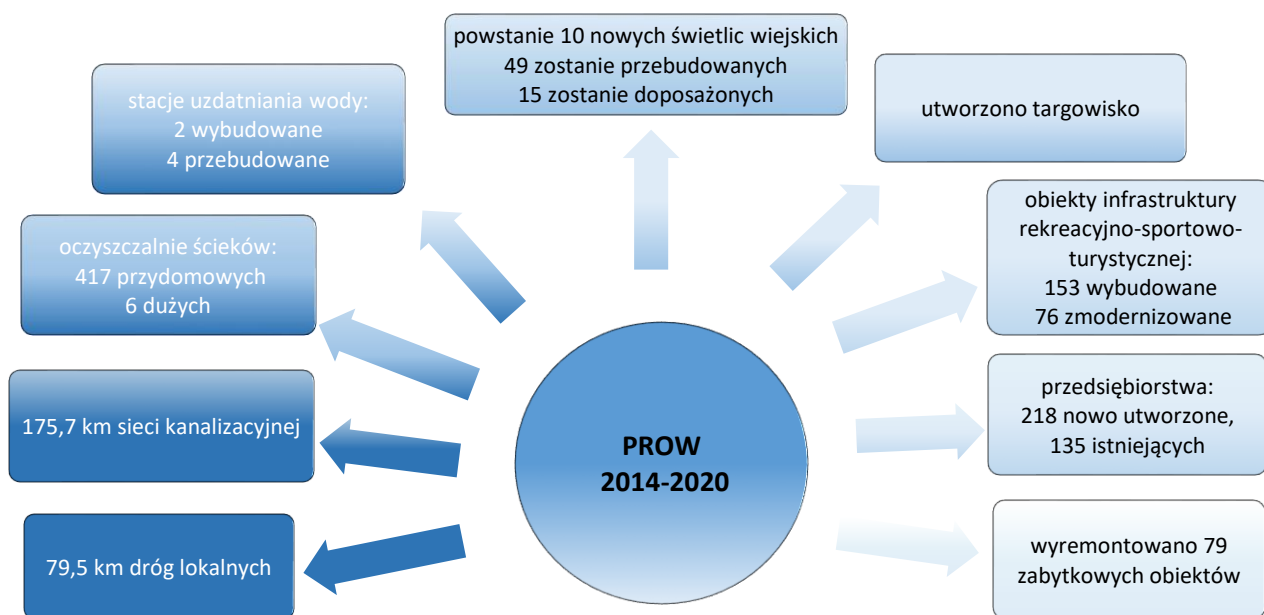 powstanie 10 nowych świetlic wiejskich
49 zostanie przebudowanych
15 zostanie doposażonych
stacje uzdatniania wody:
2 wybudowane
4 przebudowane
utworzono targowisko
oczyszczalnie ścieków:
417 przydomowych
6 dużych
obiekty infrastruktury
rekreacyjno-sportowo-
turystycznej:
153 wybudowane
76 zmodernizowane
175,7 km sieci kanalizacyjnej
przedsiębiorstwa:
218 nowo utworzone,
135 istniejących
PROW
2014-2020
79,5 km dróg lokalnych
wyremontowano 79
zabytkowych obiektów